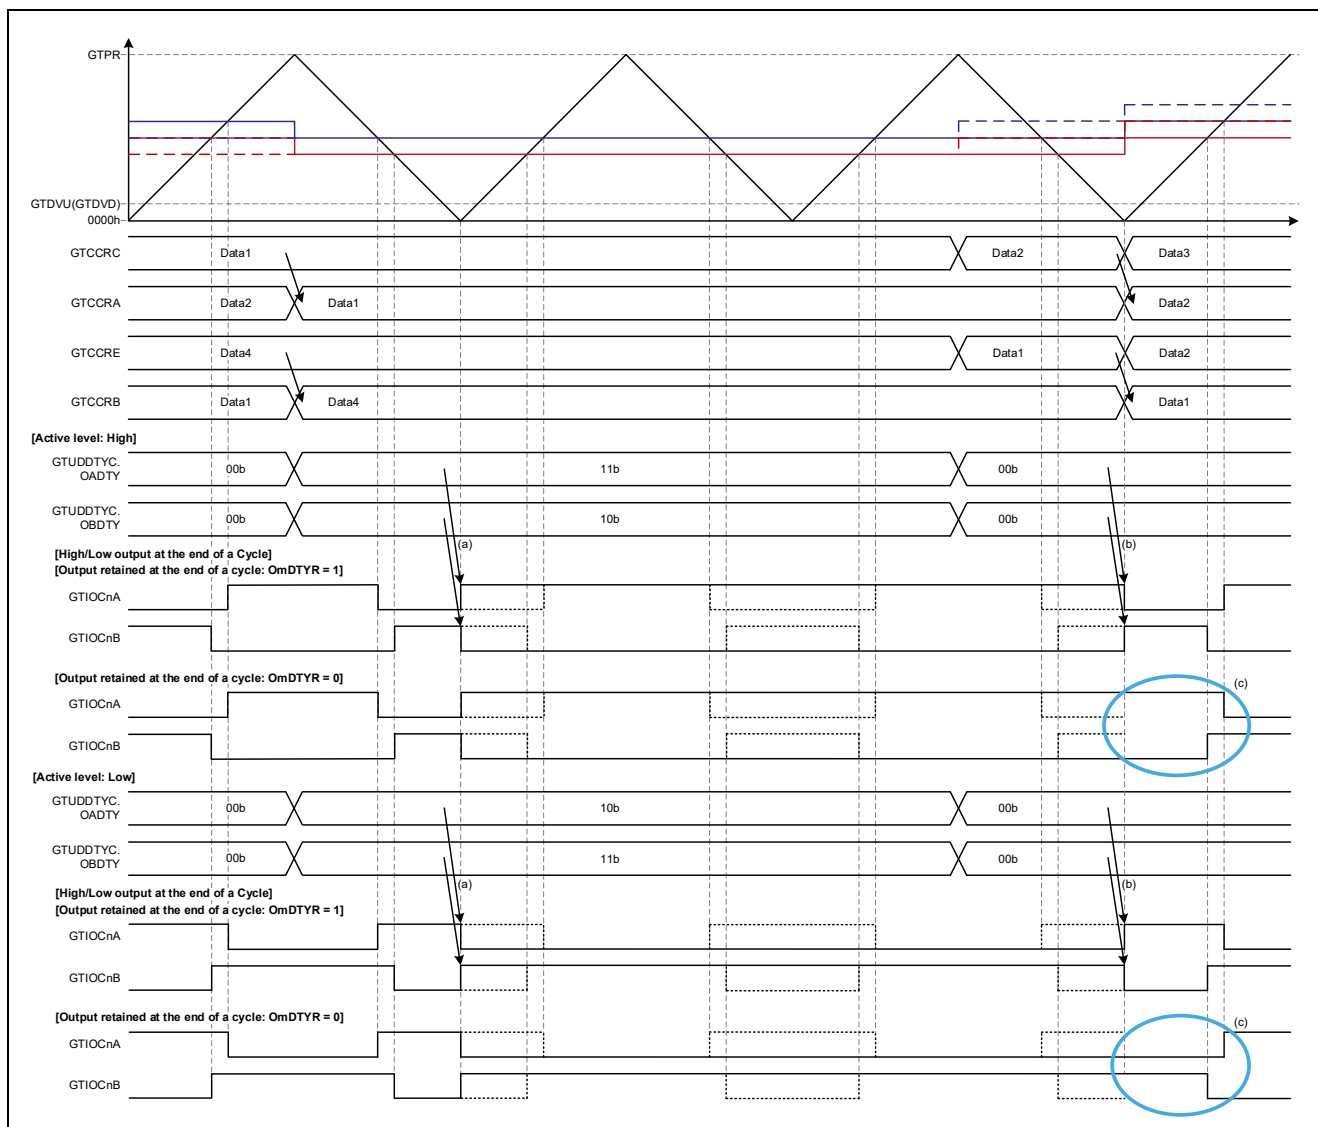 GTPR
GTDVU(GTDVD)
0000h
GTCCRC Data1 Data2 Data3
GTCCRA Data2 Data1 Data2
GTCCRE Data4 Data1 Data2
GTCCRB Data1 Data4 Data1
[Active level: High]
GTUDDTYC.
OADTY 00b 11b 00b
GTUDDTYC.
OBDTY 00b 10b 00b
(a) (b)
[High/Low output at the end of a Cycle]
[Output retained at the end of a cycle: OmDTYR = 1]
GTIOCnA
GTIOCnB
[Output retained at the end of a cycle: OmDTYR = 0]
(c)
GTIOCnA
GTIOCnB
[Active level: Low]
GTUDDTYC.
OADTY 00b 10b 00b
GTUDDTYC.
OBDTY 00b 11b 00b
(a) (b)
[High/Low output at the end of a Cycle]
[Output retained at the end of a cycle: OmDTYR = 1]
GTIOCnA
GTIOCnB
[Output retained at the end of a cycle: OmDTYR = 0]
(c)
GTIOCnA
GTIOCnB